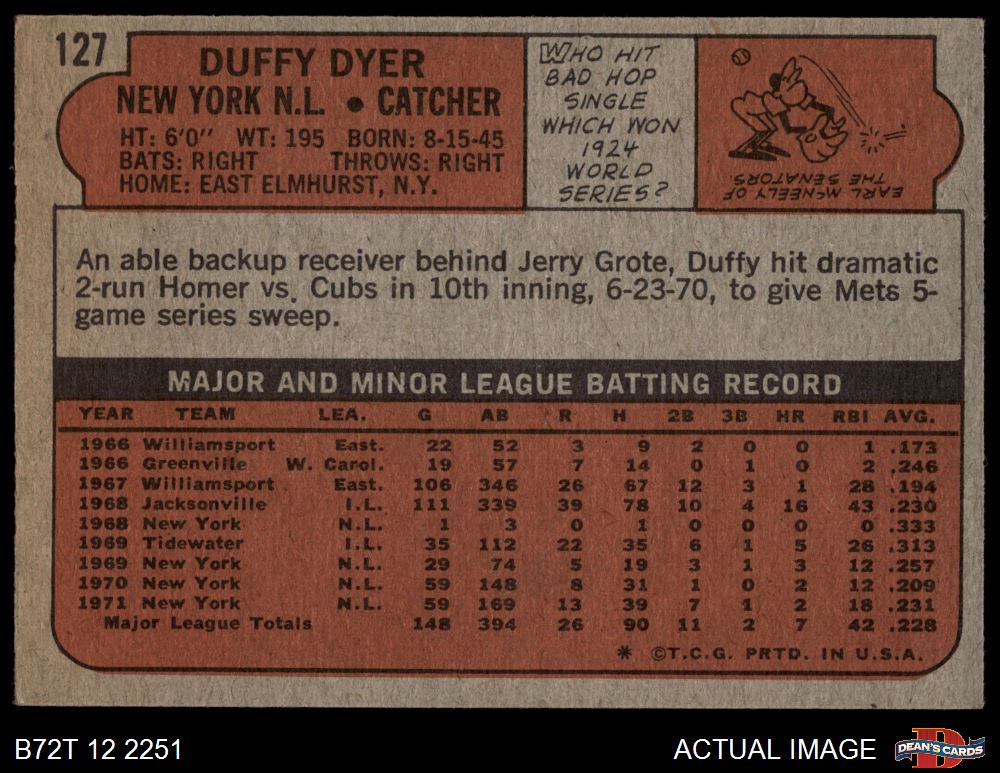 127
DUFFY DYER
NEW YORK N.L. • CATCHER
HT: 6'0" WT: 195 BORN: 8-15-45
BATS: RIGHT THROWS: RIGHT
HOME: EAST ELMHURST, N.Y.
WHO HIT
BAD HOP
SINGLE
WHICH WON
1924
WORLD
SERIES?
EARL McNEELY OF
THE SENATORS.
An able backup receiver behind Jerry Grote, Duffy hit dramatic
2-run Homer vs. Cubs in 10th inning, 6-23-70, to give Mets 5-
game series sweep.
MAJOR AND MINOR LEAGUE BATTING RECORD
YEAR TEAM LEA. G AB R H 2B 3B HR RBI AVG.
1966 Williamsport East. 22 52 3 9 2 0 0 1 .173
1966 Greenville W. Carol. 19 57 7 14 0 1 0 2 .246
1967 Williamsport East. 106 346 26 67 12 3 1 28 .194
1968 Jacksonville I.L. 111 339 39 78 10 4 16 43 .230
1968 New York N.L. 1 3 0 1 0 0 0 0 .333
1969 Tidewater I.L. 35 112 22 35 6 1 5 26 .313
1969 New York N.L. 29 74 5 19 3 1 3 12 .257
1970 New York N.L. 59 148 8 31 1 0 2 12 .209
1971 New York N.L. 59 169 13 39 7 1 2 18 .231
Major League Totals 148 394 26 90 11 2 7 42 .228
* ©T.C.G. PRTD. IN U.S.A.
B72T 12 2251
ACTUAL IMAGE
D
DEAN'S CARDS